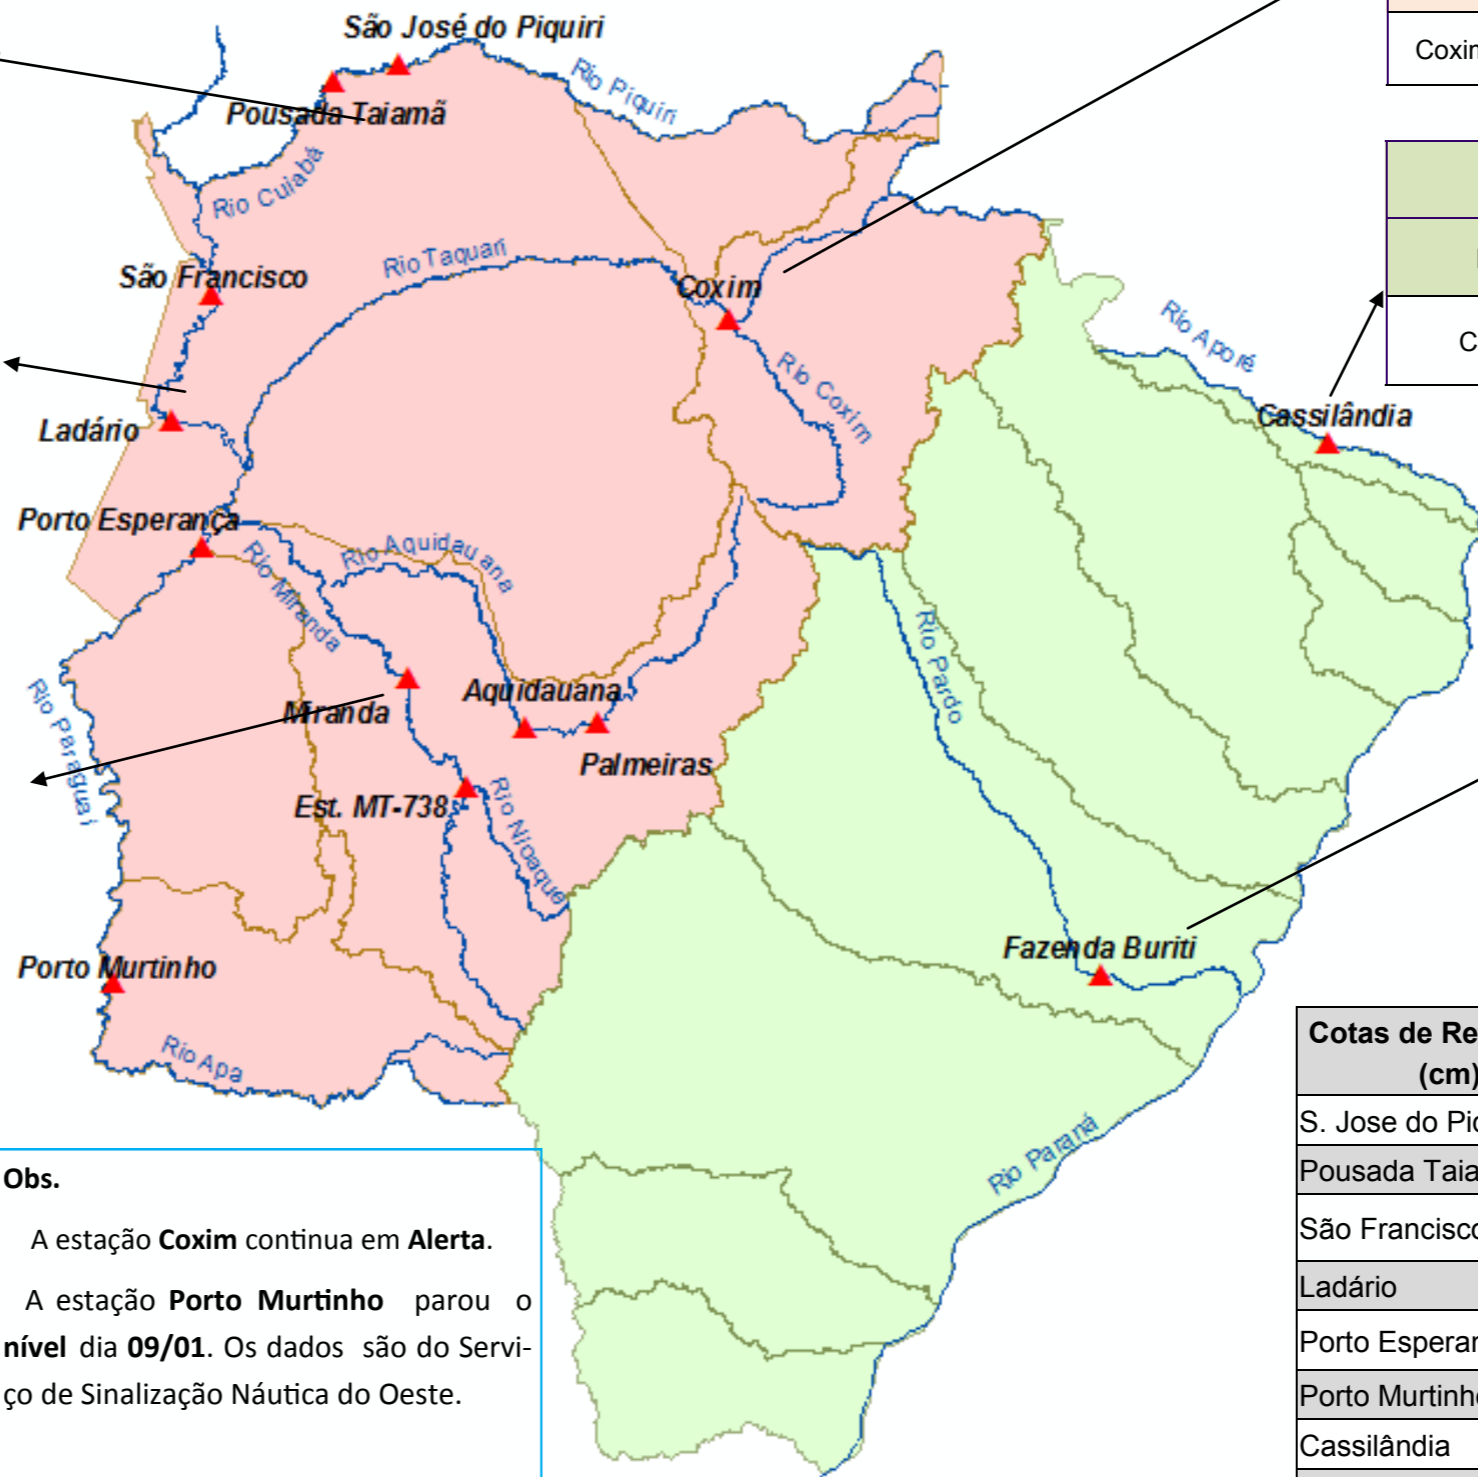 São José do Piquiri
Rio Piquiri
Pousada Taiamã
Rio Cuiabá
Rio Taquari
São Francisco
Coxim
Rio Coxim
Rio Aporé
Cassilândia
Ladário
Porto Esperança
Rio Aquidauana
Rio Miranda
Rio Pardo
Rio Paraguai
Miranda
Aquidauana
Palmeiras
Est. MT-738
Rio Nioaque
Fazenda Buriti
Porto Murtinho
Rio Apa
Rio Paraná
Obs.
A estação Coxim continua em Alerta.
A estação Porto Murtinho parou o
nível dia 09/01. Os dados são do Servi-
ço de Sinalização Náutica do Oeste.
Coxim
Cotas de Re
(cm)
S. Jose do Pi
Pousada Taia
São Francisco
Ladário
Porto Esperan
Porto Murtinho
Cassilândia